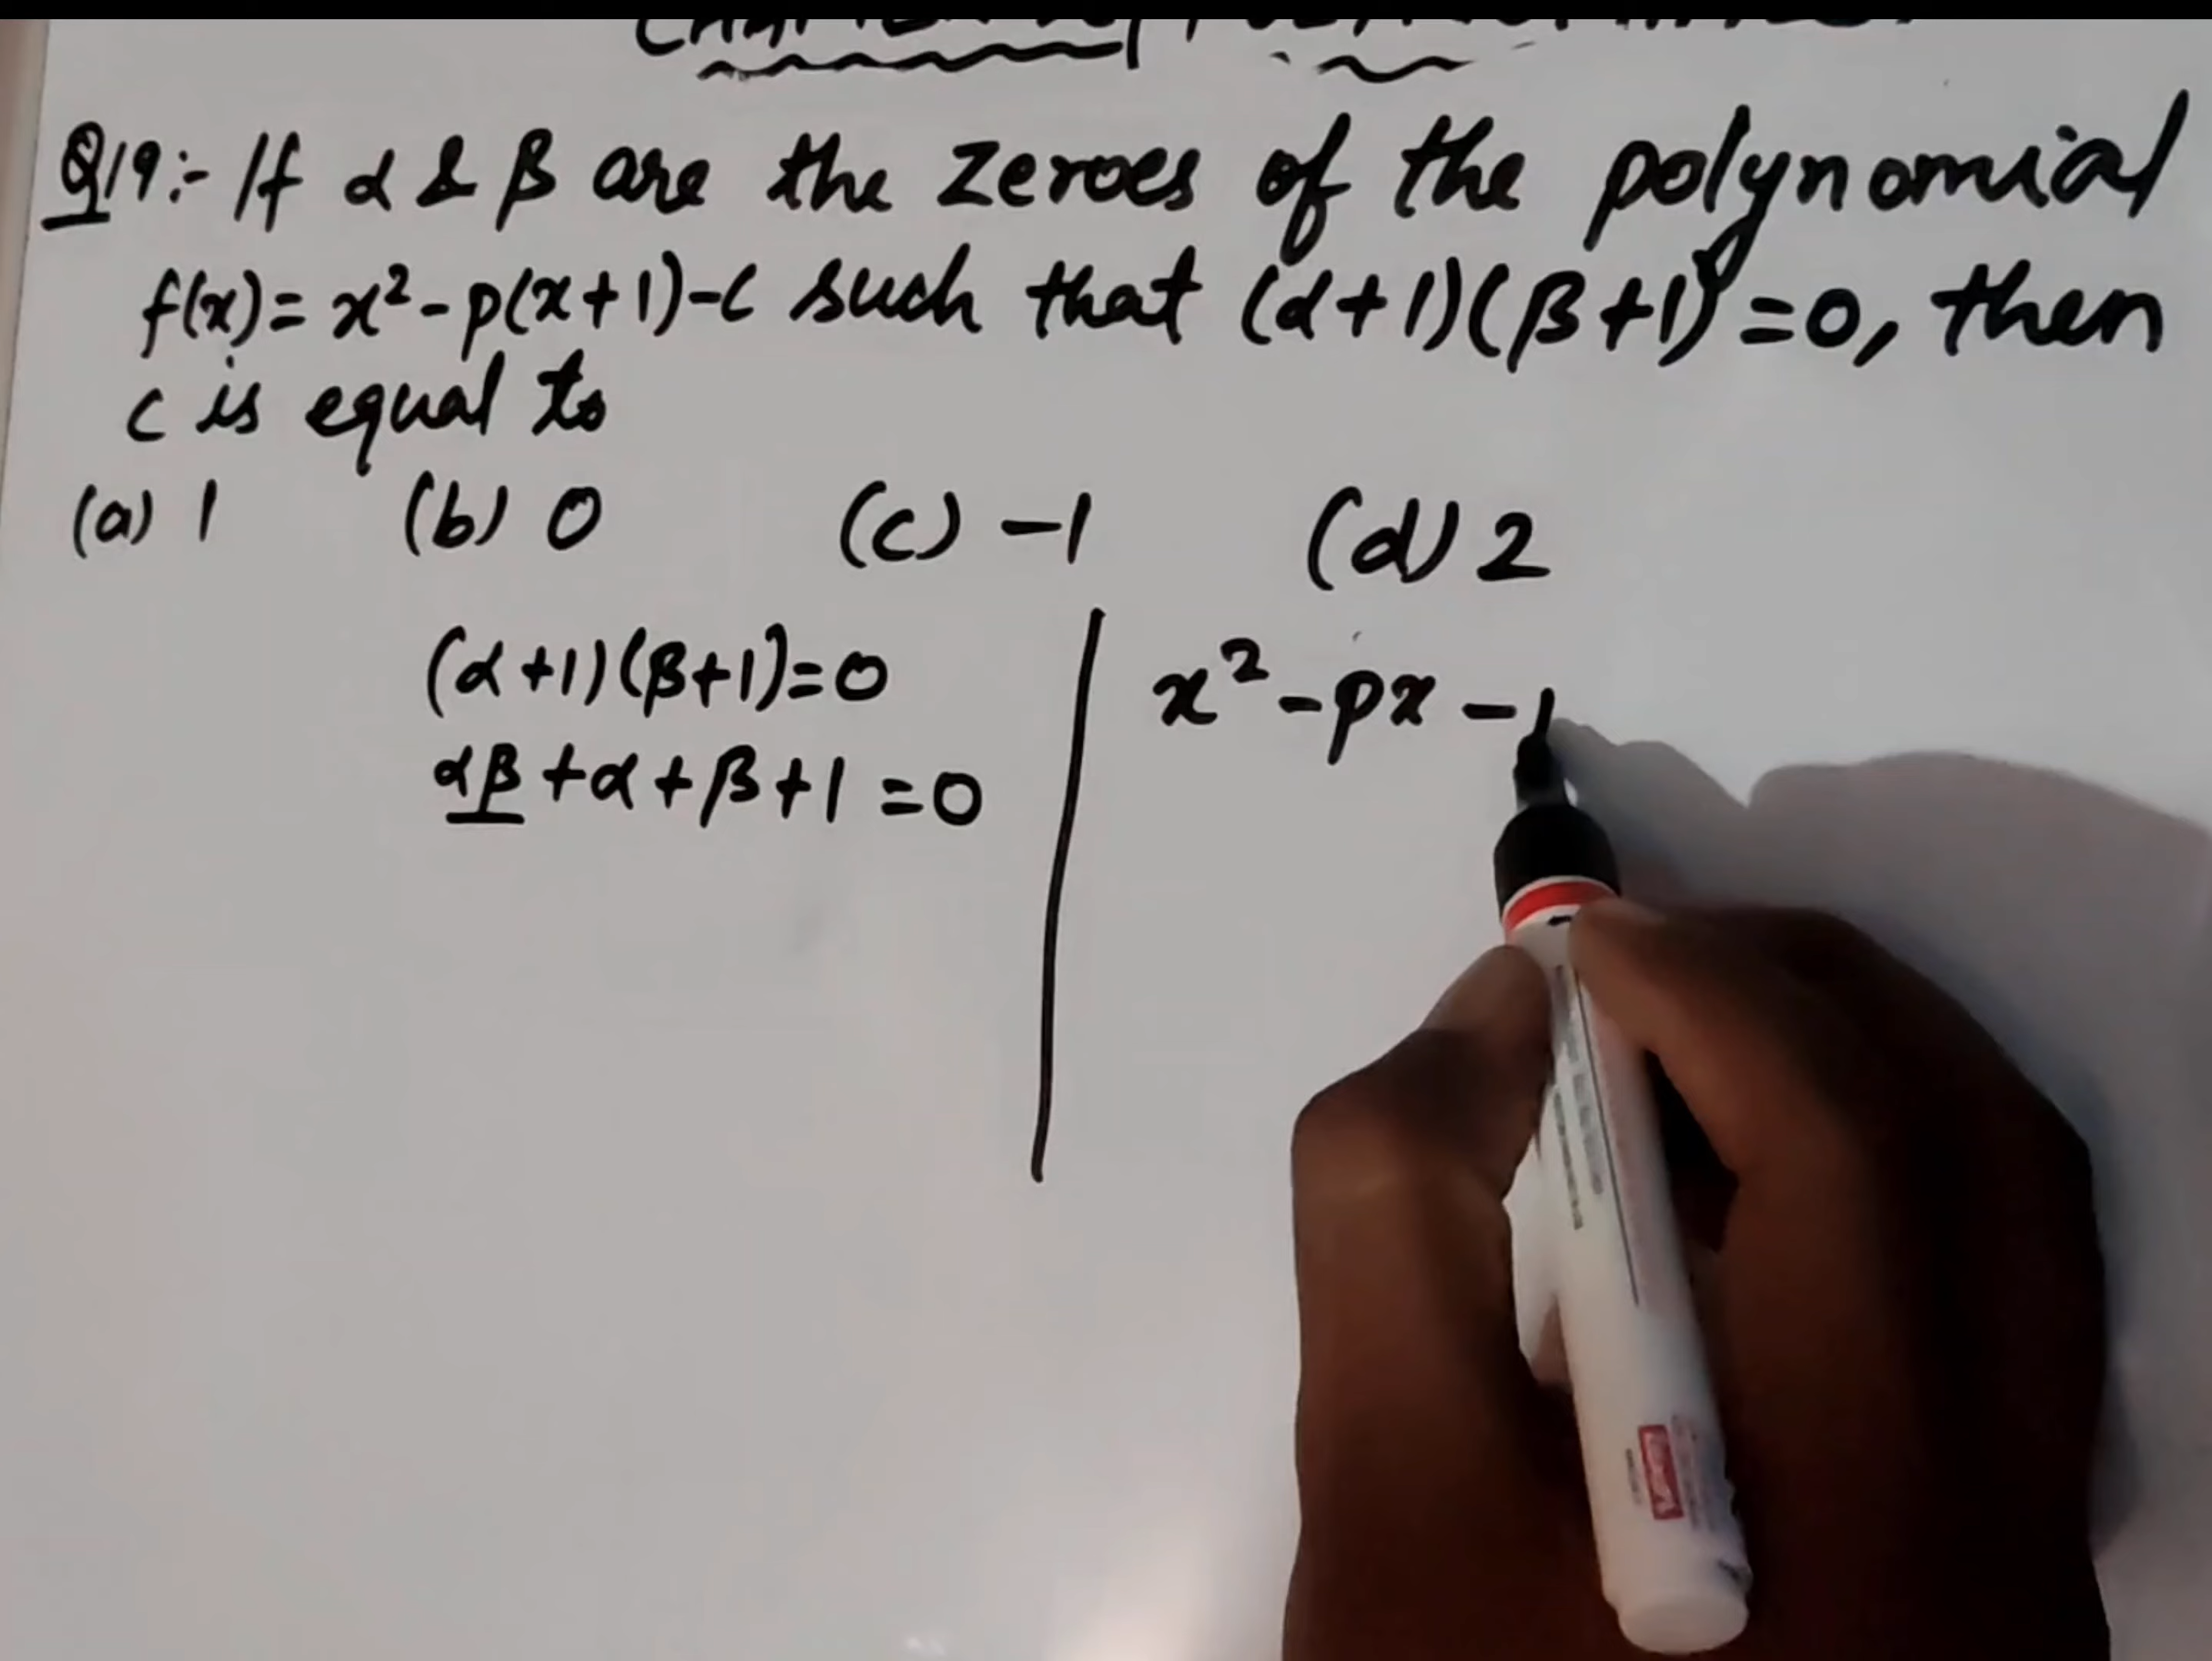 Q19:- If α & β are the zeroes of the polynomial
f(x)= x²-p(x+1)-c such that (α+1)(β+1)=0, then
c is equal to
(a) 1 (b) 0 (c) -1 (d) 2
(α+1)(β+1)=0
αβ+α+β+1=0
x²-px-